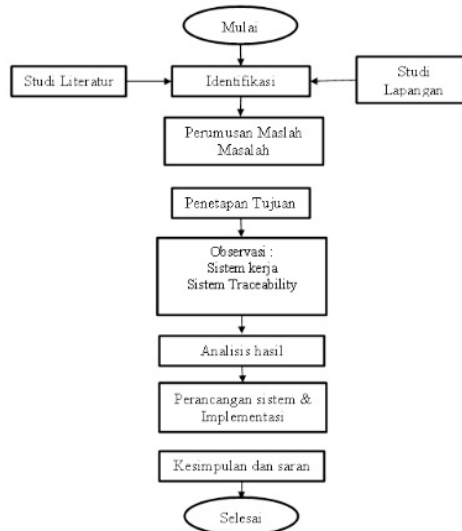 Mulai
Studi Literatur
Identifikasi
Studi
Lapangan
Perumusan Maslah
Masalah
Penetapan Tujuan
Observasi :
Sistem kerja
Sistem Traceability
Analisis hasil
Perancangan sistem &
Implementasi
Kesimpulan dan saran
Selesai